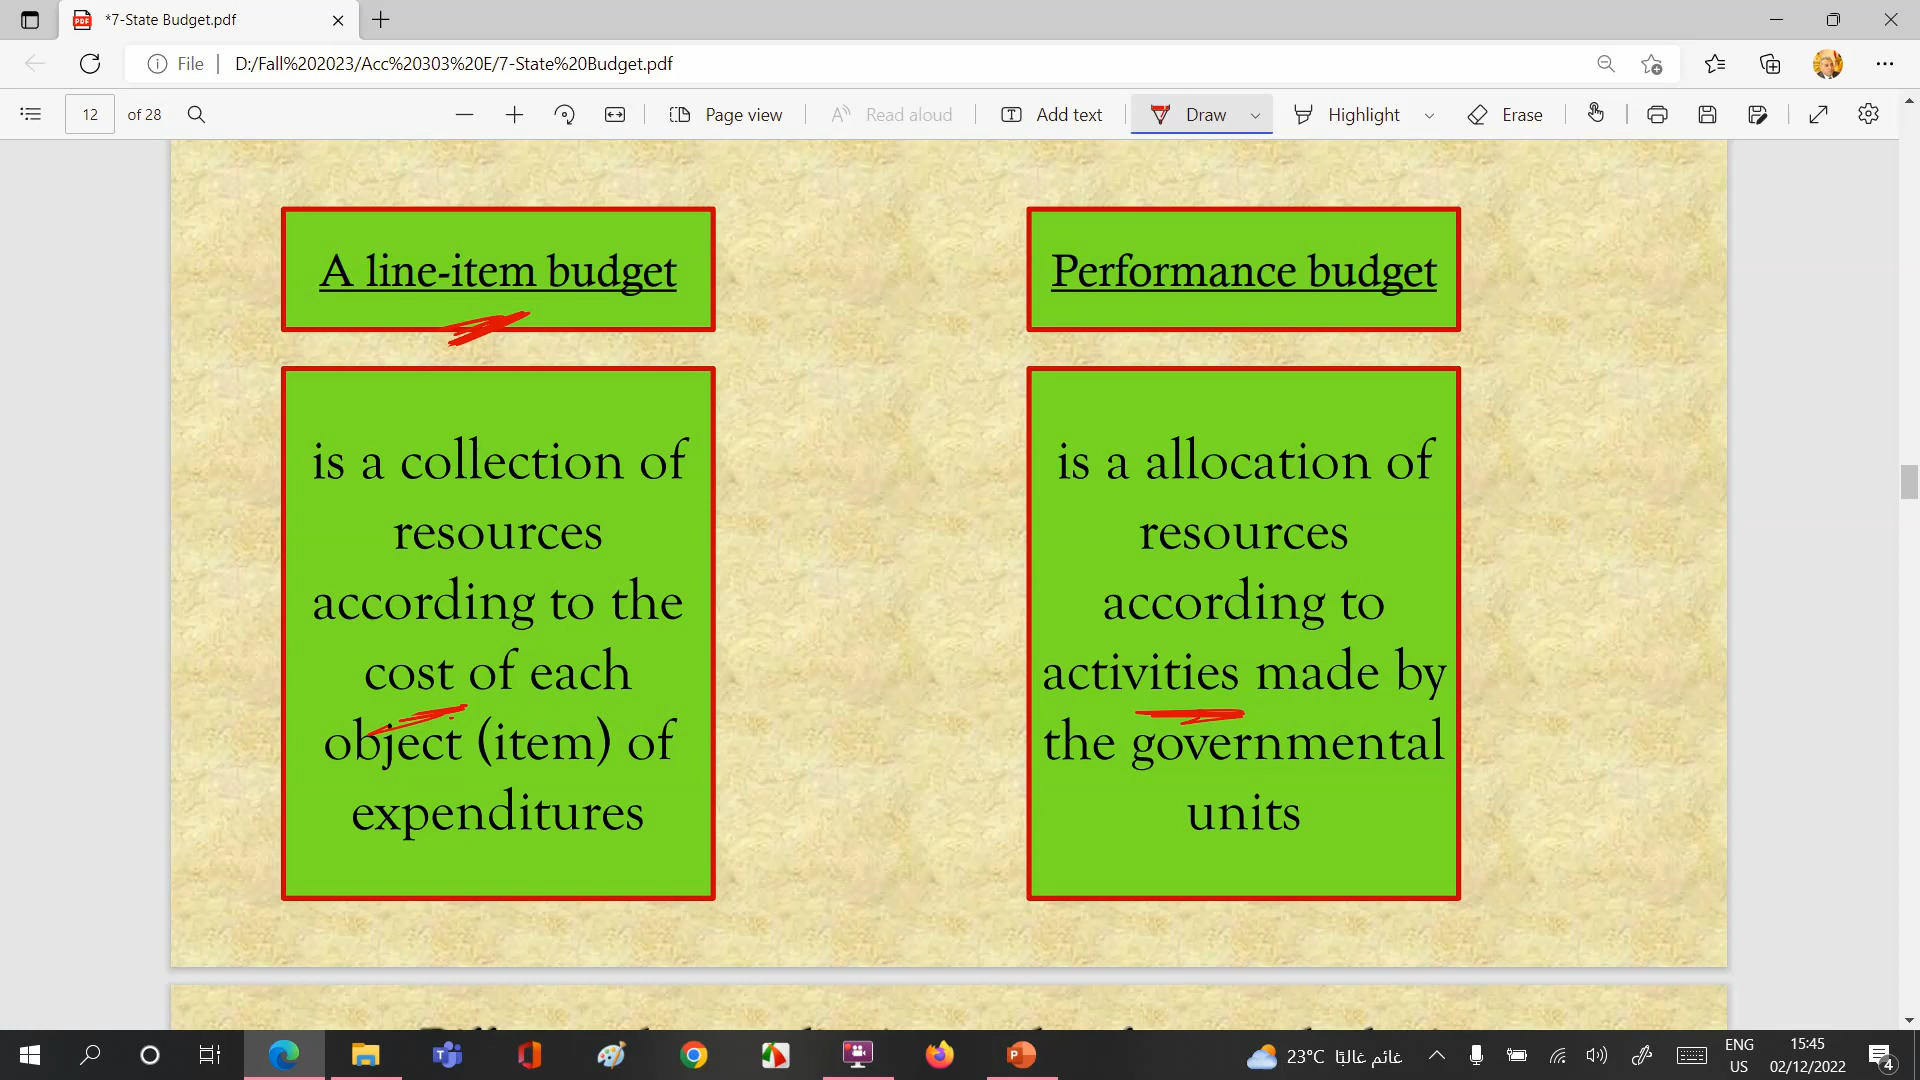 *7-State Budget.pdf
File
D:/Fall%202023/Acc%20303%20E/7-State%20Budget.pdf
12 of 28
Page view
Read aloud
Add text
Draw
Highlight
Erase
A line-item budget
is a collection of
resources
according to the
cost of each
object (item) of
expenditures
Performance budget
is a allocation of
resources
according to
activities made by
the governmental
units
23°C غائم غالبًا
ENG
US
15:45
02/12/2022
4